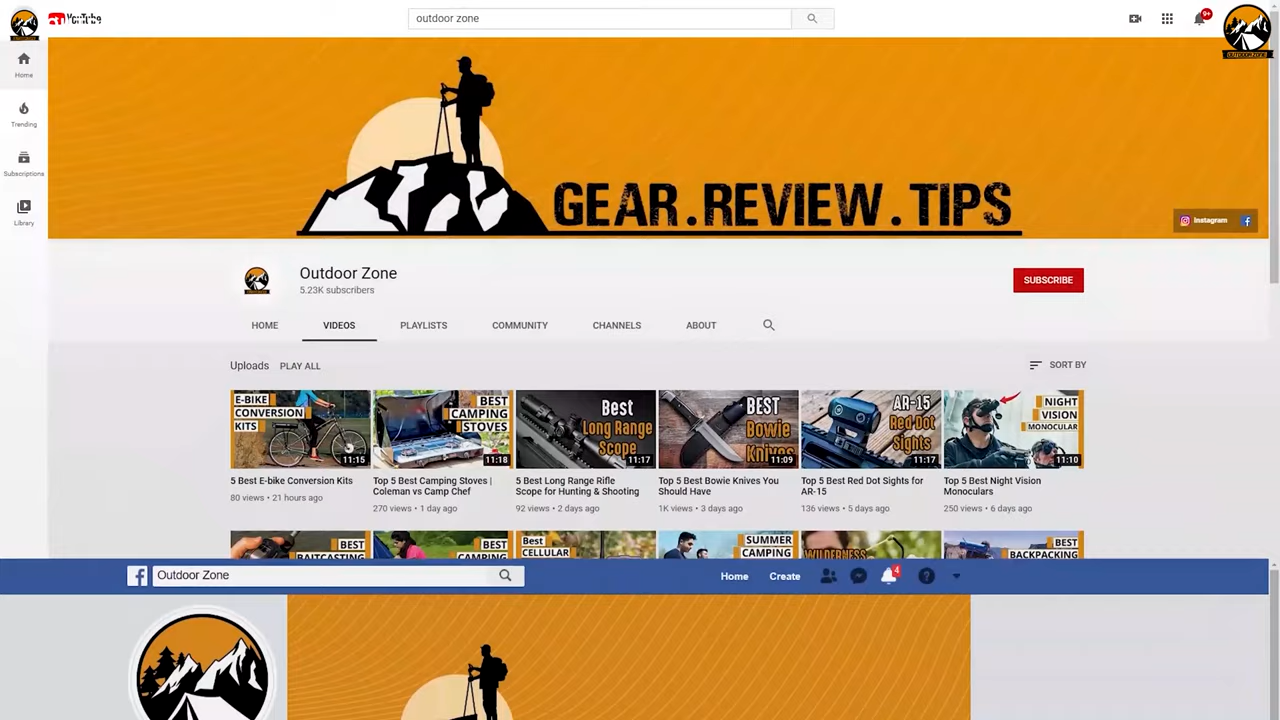 YouTube
outdoor zone
9+
OUTDOOR ZONE
Home
Trending
Subscriptions
Library
GEAR.REVIEW.TIPS
Instagram
Outdoor Zone
5.23K subscribers
SUBSCRIBE
HOME VIDEOS PLAYLISTS COMMUNITY CHANNELS ABOUT
Uploads PLAY ALL SORT BY
E-BIKE
CONVERSION
KITS
11:15
BEST
CAMPING
STOVES
11:18
Best
Long Range
Scope
11:17
BEST
Bowie
Knives
11:09
AR-15
Red Dot
Sights
11:17
NIGHT
VISION
MONOCULAR
11:10
5 Best E-bike Conversion Kits
80 views • 21 hours ago
Top 5 Best Camping Stoves |
Coleman vs Camp Chef
270 views • 1 day ago
5 Best Long Range Rifle
Scope for Hunting & Shooting
92 views • 2 days ago
Top 5 Best Bowie Knives You
Should Have
1K views • 3 days ago
Top 5 Best Red Dot Sights for
AR-15
136 views • 5 days ago
Top 5 Best Night Vision
Monoculars
250 views • 6 days ago
BEST
BAITCASTING
BEST
CAMPING
Best
CELLULAR
SUMMER
CAMPING
WILDERNESS
BEST
BACKPACKING
Outdoor Zone
Home Create
4